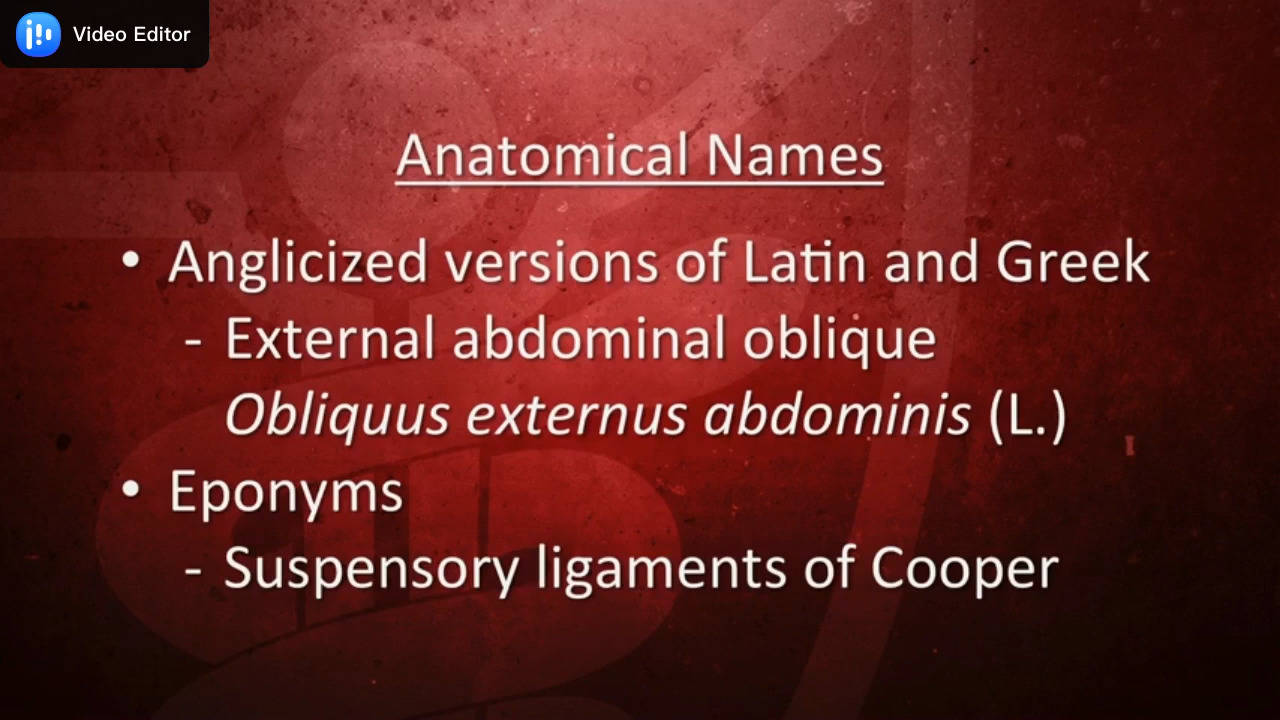 Video Editor
Anatomical Names
• Anglicized versions of Latin and Greek
- External abdominal oblique
Obliquus externus abdominis (L.)
• Eponyms
- Suspensory ligaments of Cooper